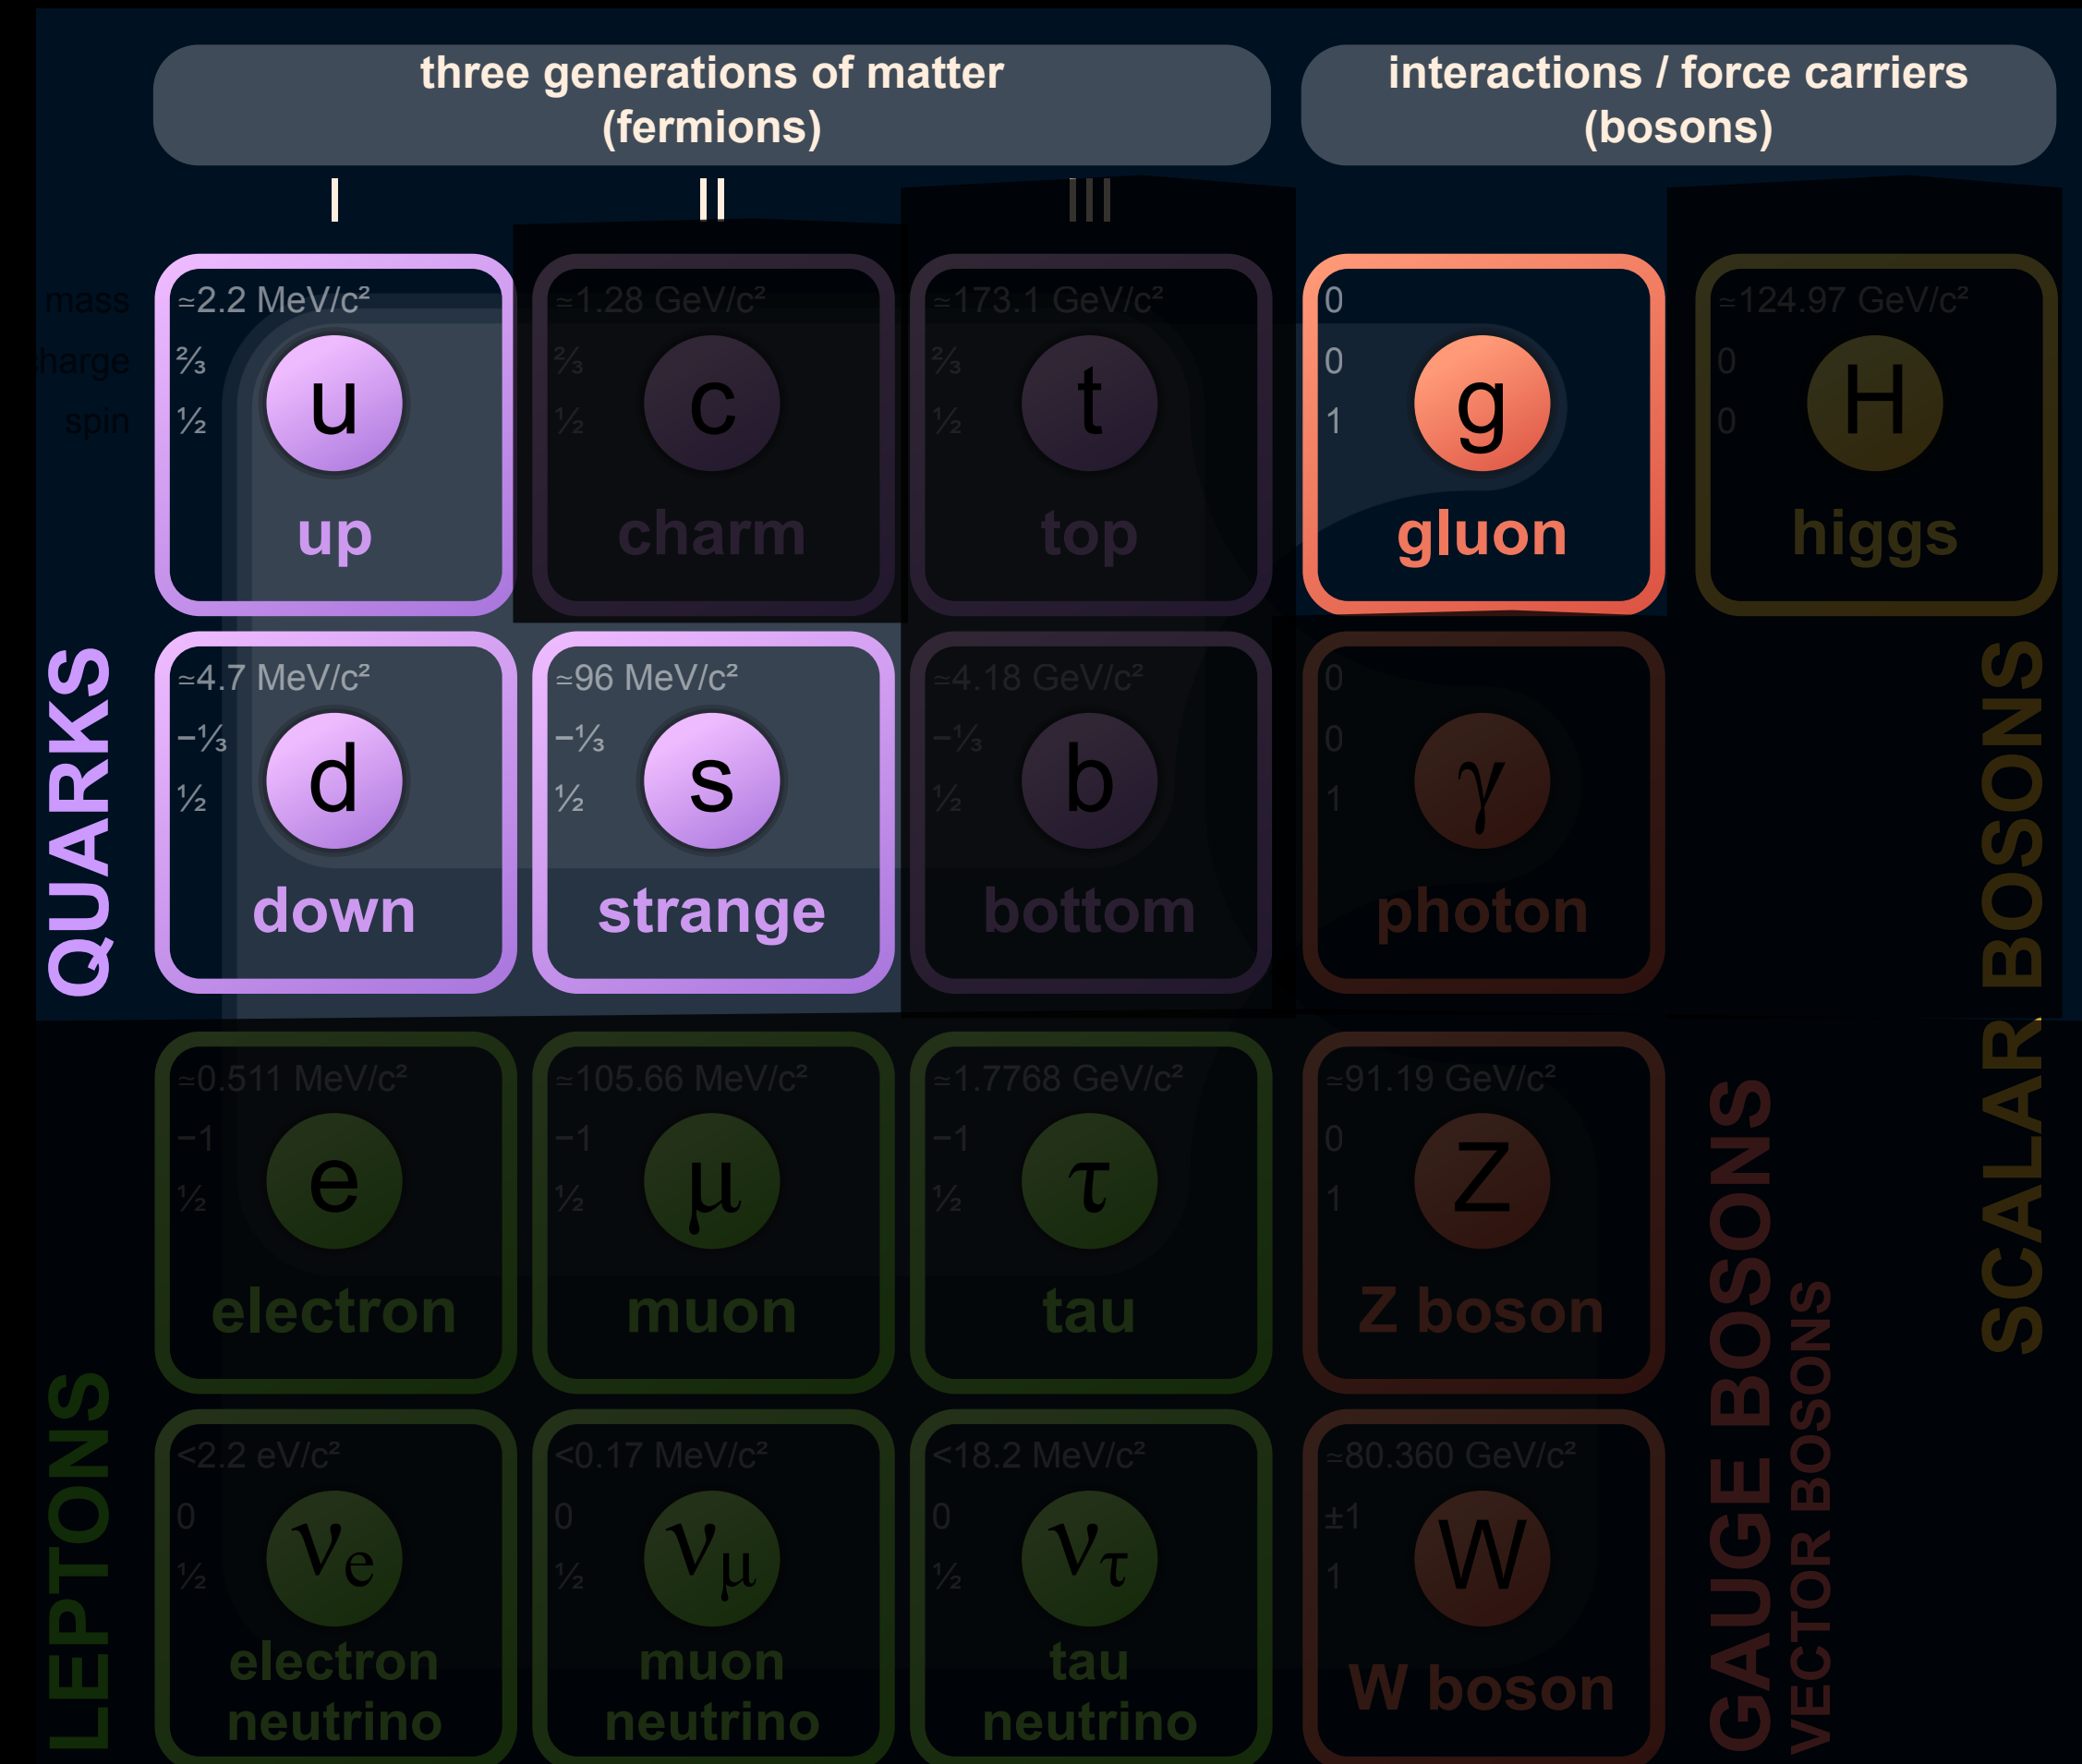 three generations of matter
(fermions)
interactions / force carriers
(bosons)
I
II
III
mass
charge
spin
≃2.2 MeV/c²
⅔
½
u
up
≃1.28 GeV/c²
⅔
½
c
charm
≃173.1 GeV/c²
⅔
½
t
top
0
0
1
g
gluon
≃124.97 GeV/c²
0
0
H
higgs
QUARKS
≃4.7 MeV/c²
−⅓
½
d
down
≃96 MeV/c²
−⅓
½
s
strange
≃4.18 GeV/c²
−⅓
½
b
bottom
0
0
1
γ
photon
SCALAR BOSONS
LEPTONS
≃0.511 MeV/c²
−1
½
e
electron
≃105.66 MeV/c²
−1
½
μ
muon
≃1.7768 GeV/c²
−1
½
τ
tau
≃91.19 GeV/c²
0
1
Z
Z boson
GAUGE BOSONS
VECTOR BOSONS
<2.2 eV/c²
0
½
νe
electron
neutrino
<0.17 MeV/c²
0
½
νμ
muon
neutrino
<18.2 MeV/c²
0
½
ντ
tau
neutrino
≃80.360 GeV/c²
±1
1
W
W boson